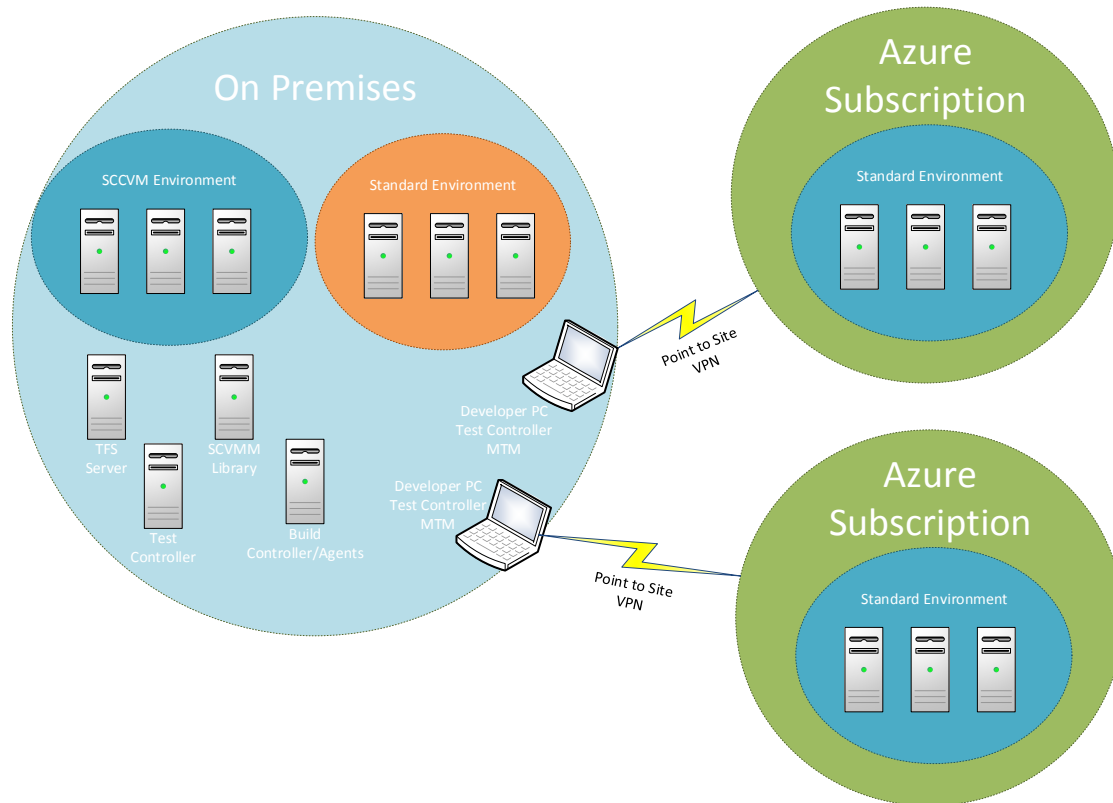 On Premises
SCCVM Environment
Standard Environment
TFS
Server
SCVMM
Library
Test
Controller
Build
Controller/Agents
Developer PC
Test Controller
MTM
Developer PC
Test Controller
MTM
Point to Site
VPN
Point to Site
VPN
Azure
Subscription
Standard Environment
Azure
Subscription
Standard Environment